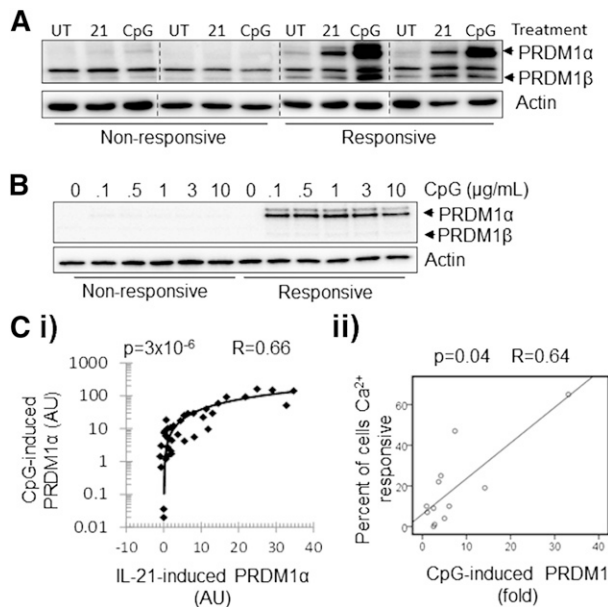 A
UT 21 CpG UT 21 CpG UT 21 CpG UT 21 CpG Treatment
PRDM1α
PRDM1β
Actin
Non-responsive Responsive
B
0 .1 .5 1 3 10 0 .1 .5 1 3 10 CpG (µg/mL)
PRDM1α
PRDM1β
Actin
Non-responsive Responsive
C i)
p=3x10-6 R=0.66
CpG-induced
PRDM1α (AU)
1000
100
10
1
0.1
0.01
-10 0 10 20 30 40
IL-21-induced PRDM1α
(AU)
ii)
p=0.04 R=0.64
Percent of cells Ca2+
responsive
60
40
20
0
0 10 20 30 40
CpG-induced PRDM1
(fold)